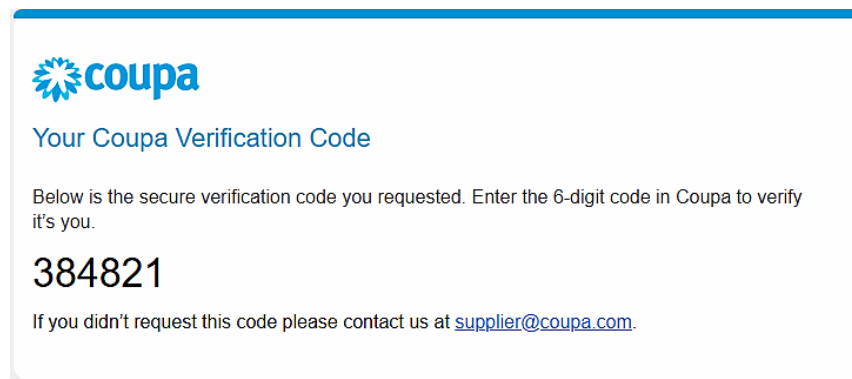 coupa
Your Coupa Verification Code
Below is the secure verification code you requested. Enter the 6-digit code in Coupa to verify
it's you.
384821
If you didn't request this code please contact us at supplier@coupa.com.